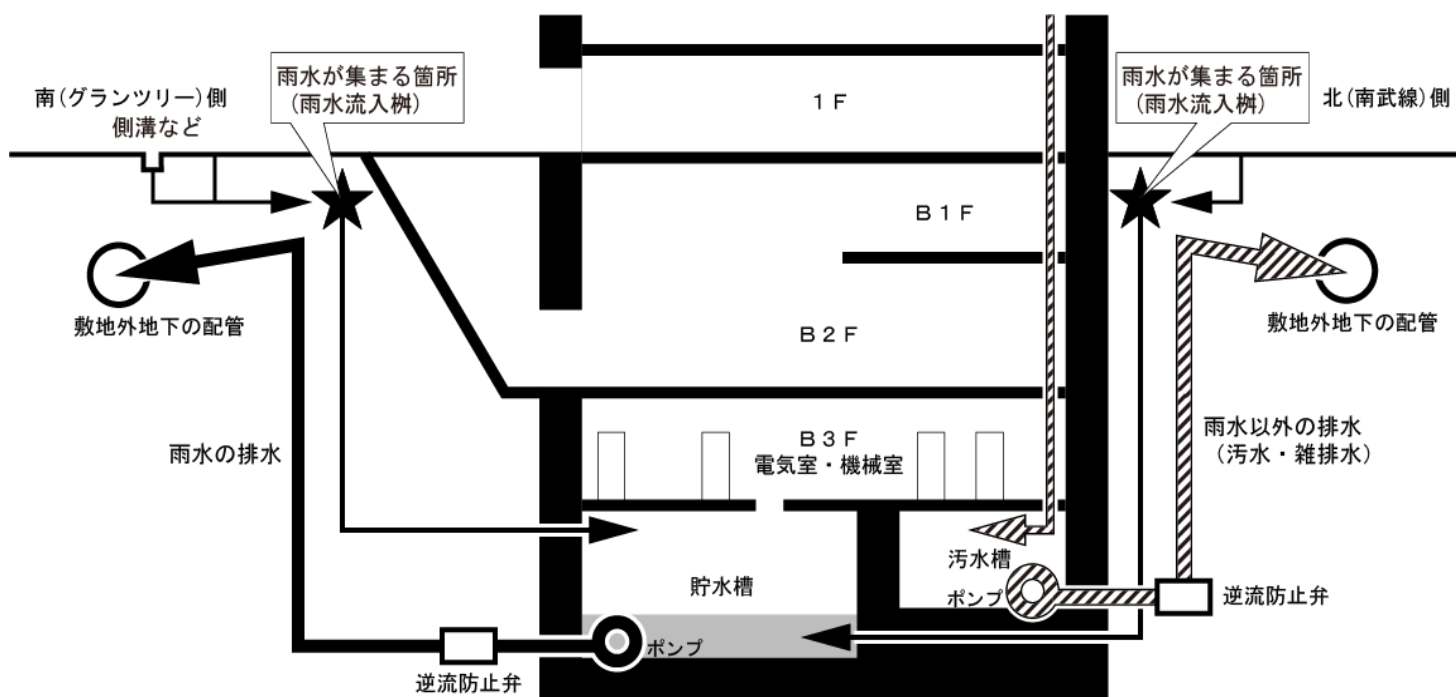 南(グランツリー)側
側溝など
雨水が集まる箇所
(雨水流入桝)
1F
雨水が集まる箇所
(雨水流入桝)
北(南武線)側
B1F
敷地外地下の配管
敷地外地下の配管
B2F
雨水の排水
B3F
電気室・機械室
雨水以外の排水
(汚水・雑排水)
貯水槽
汚水槽
ポンプ
逆流防止弁
ポンプ
逆流防止弁